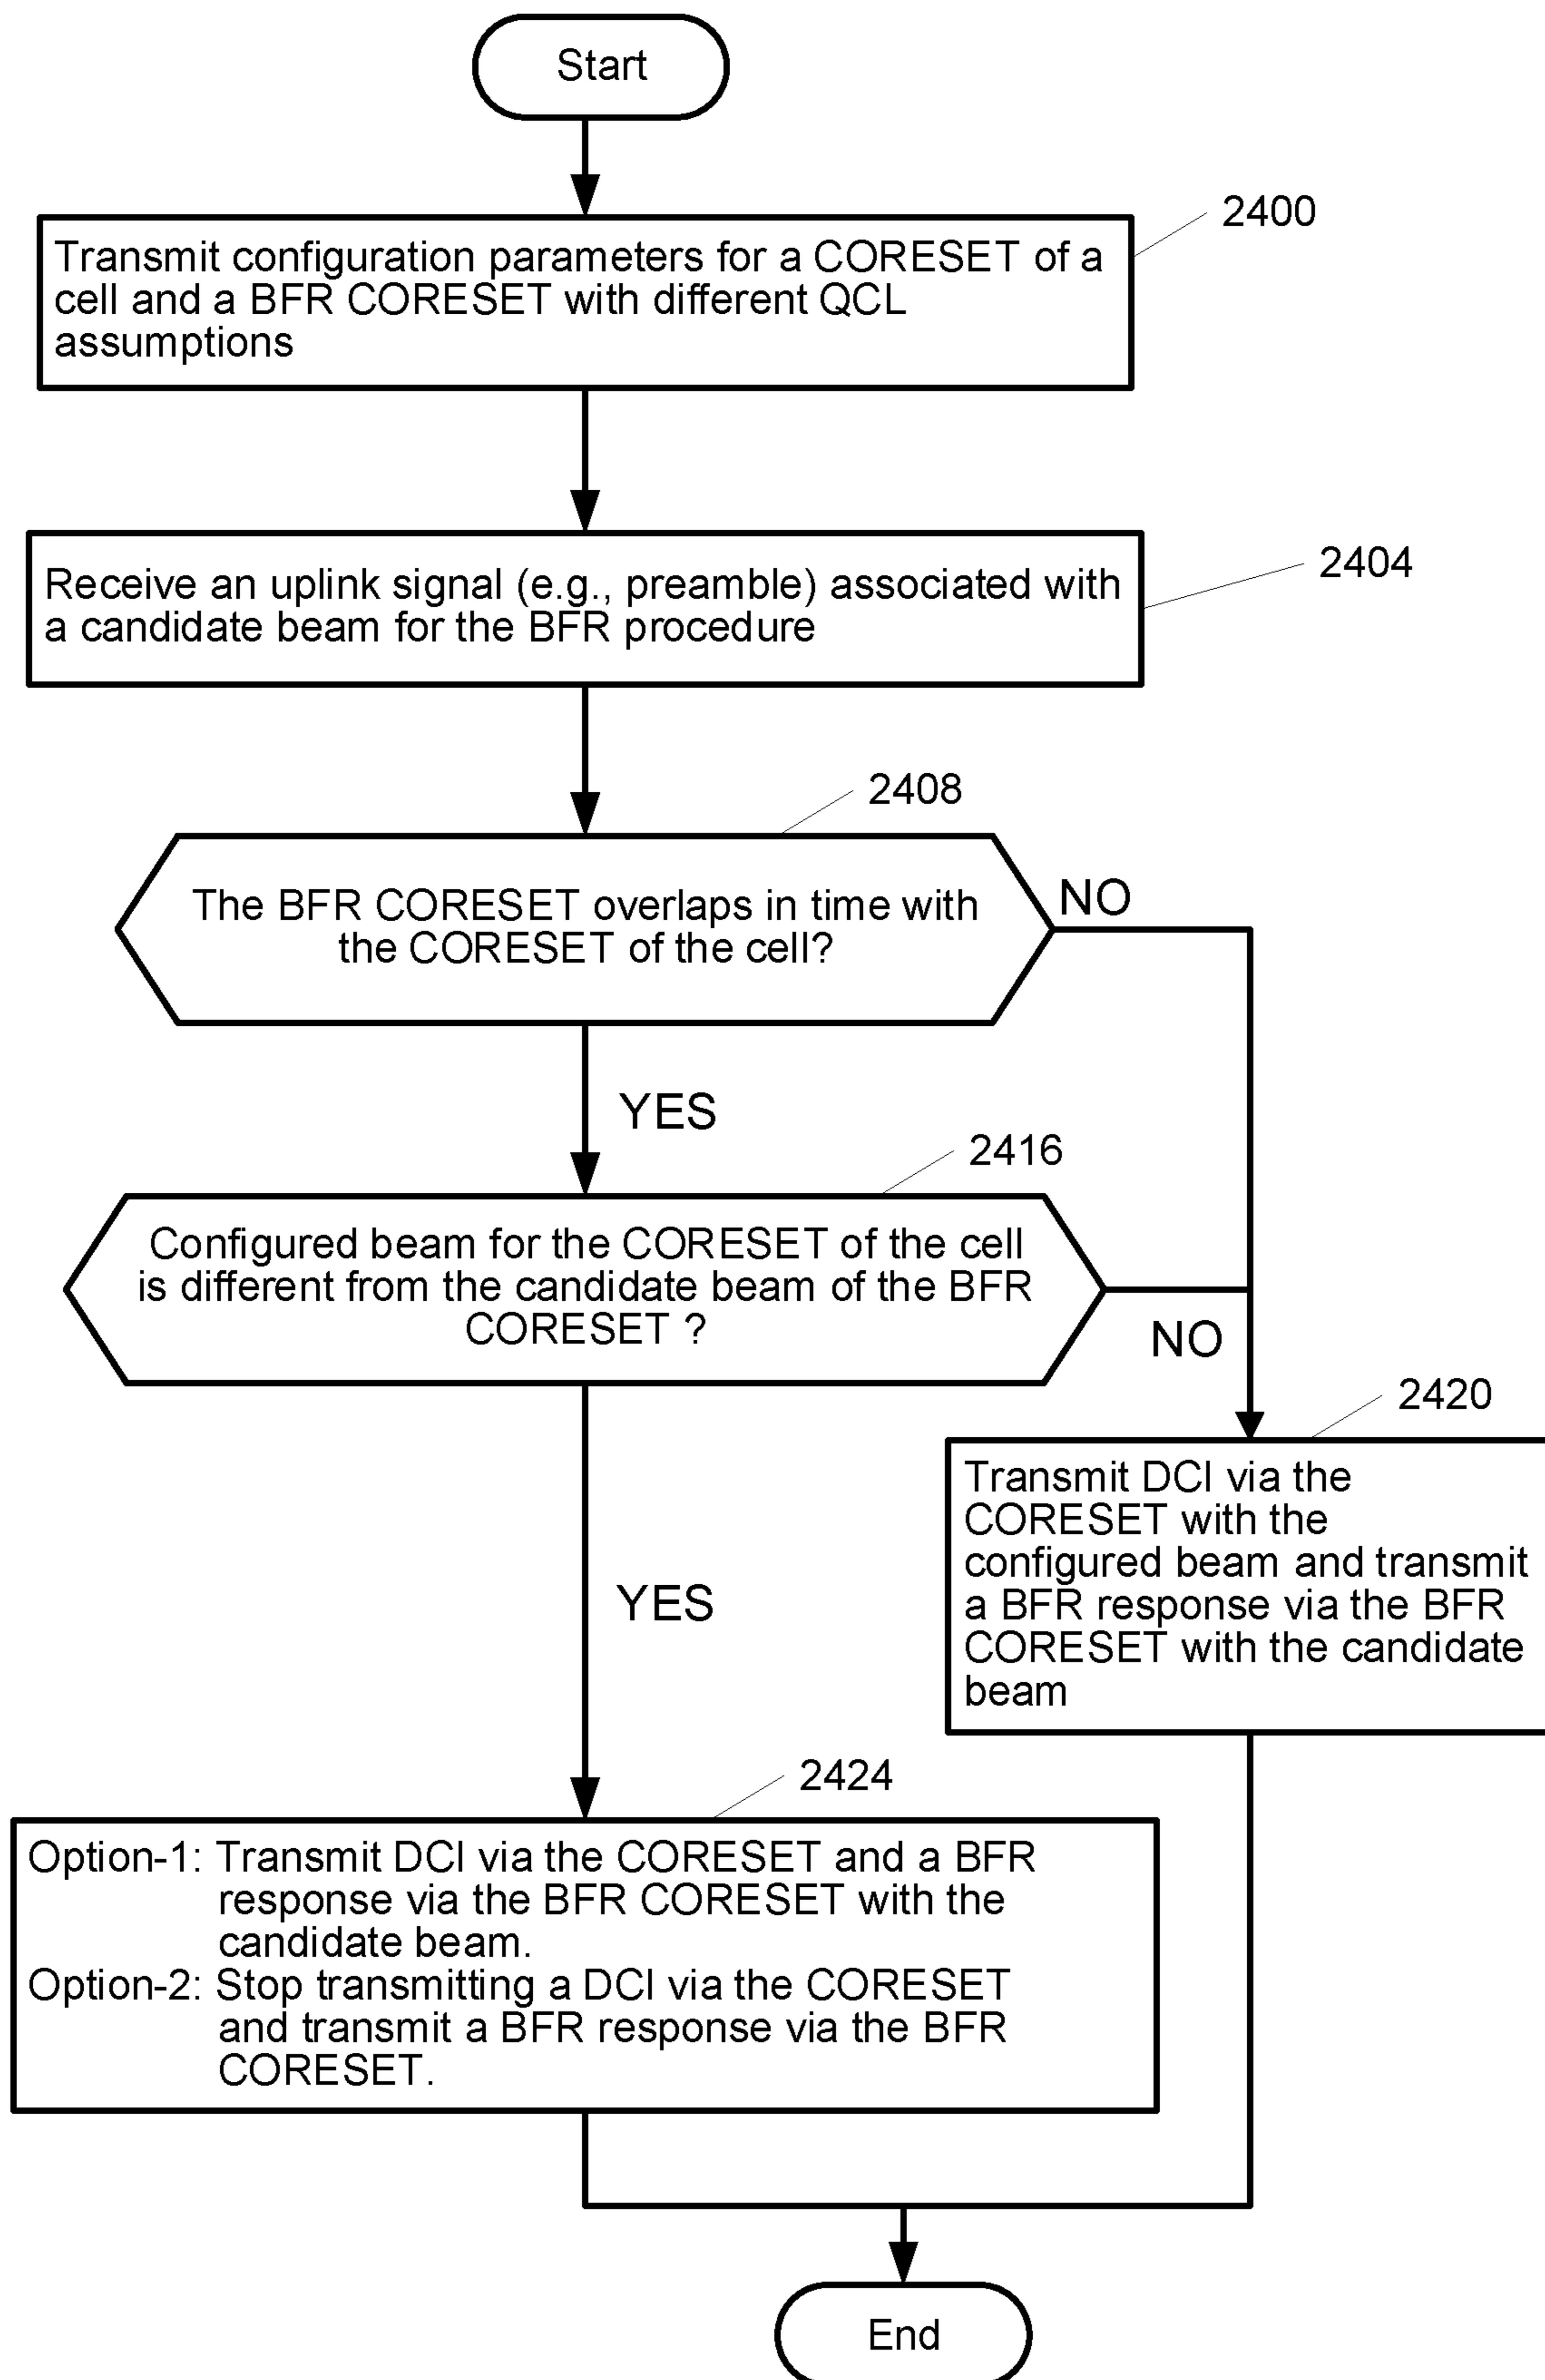 Start
2400
Transmit configuration parameters for a CORESET of a
cell and a BFR CORESET with different QCL
assumptions
2404
Receive an uplink signal (e.g., preamble) associated with
a candidate beam for the BFR procedure
2408
The BFR CORESET overlaps in time with
the CORESET of the cell?
NO
YES
2416
Configured beam for the CORESET of the cell
is different from the candidate beam of the BFR
CORESET ?
NO
2420
Transmit DCI via the
CORESET with the
configured beam and transmit
a BFR response via the BFR
CORESET with the candidate
beam
YES
2424
Option-1: Transmit DCI via the CORESET and a BFR
response via the BFR CORESET with the
candidate beam.
Option-2: Stop transmitting a DCI via the CORESET
and transmit a BFR response via the BFR
CORESET.
End